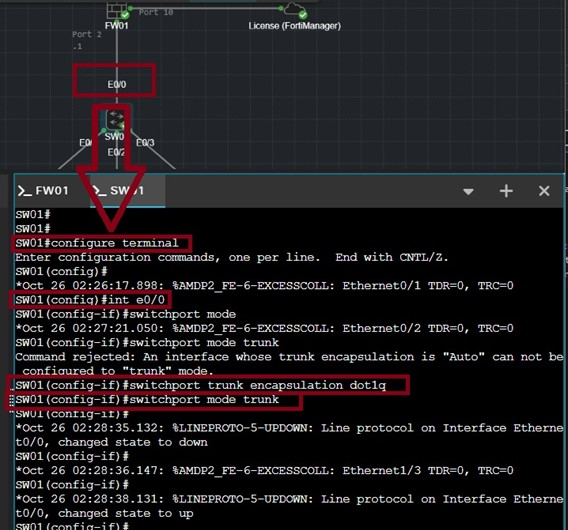 FW01
Port 10
License (FortiManager)
Port 2
.1
E0/0
SW0
E0/
E0/3
E0/2
FW01
SW01
SW01#
SW01#
SW01#configure terminal
Enter configuration commands, one per line.  End with CNTL/Z.
SW01(config)#
*Oct 26 02:26:17.898: %AMDP2_FE-6-EXCESSCOLL: Ethernet0/1 TDR=0, TRC=0
SW01(config)#int e0/0
SW01(config-if)#switchport mode
*Oct 26 02:27:21.050: %AMDP2_FE-6-EXCESSCOLL: Ethernet0/2 TDR=0, TRC=0
SW01(config-if)#switchport mode trunk
Command rejected: An interface whose trunk encapsulation is "Auto" can not be
configured to "trunk" mode.
SW01(config-if)#switchport trunk encapsulation dot1q
SW01(config-if)#switchport mode trunk
SW01(config-if)#
*Oct 26 02:28:35.132: %LINEPROTO-5-UPDOWN: Line protocol on Interface Etherne
t0/0, changed state to down
SW01(config-if)#
*Oct 26 02:28:36.147: %AMDP2_FE-6-EXCESSCOLL: Ethernet1/3 TDR=0, TRC=0
SW01(config-if)#
*Oct 26 02:28:38.131: %LINEPROTO-5-UPDOWN: Line protocol on Interface Etherne
t0/0, changed state to up
SW01(config-if)#